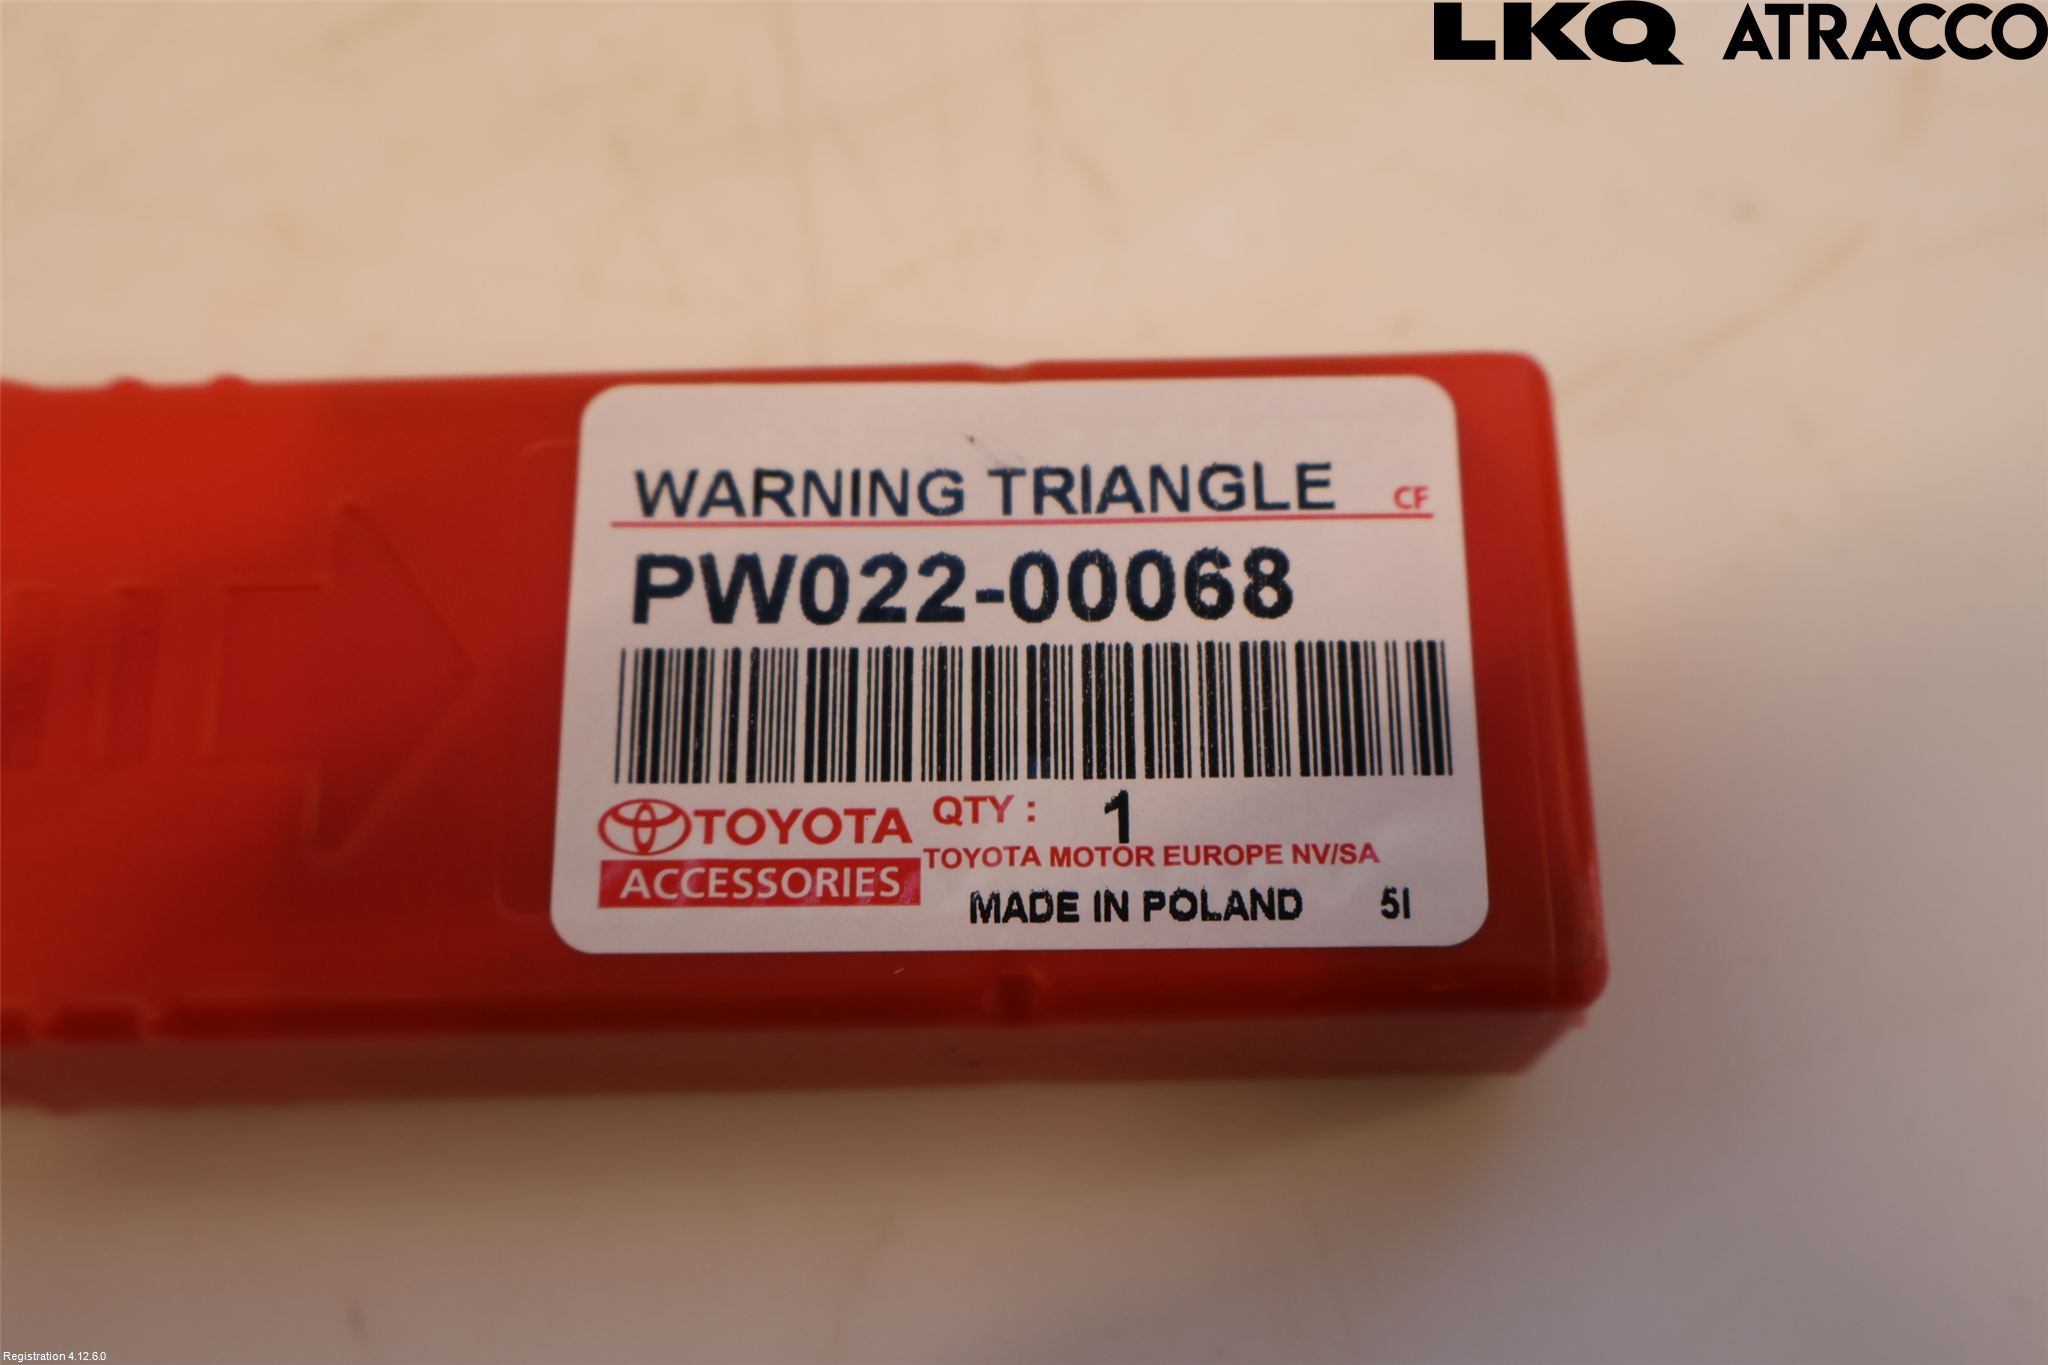 LKQ ATRACCO
WARNING TRIANGLE CF
PW022-00068
TOYOTA QTY : 1
TOYOTA MOTOR EUROPE NV/SA
ACCESSORIES
MADE IN POLAND 5I
Registration 4.12.6.0